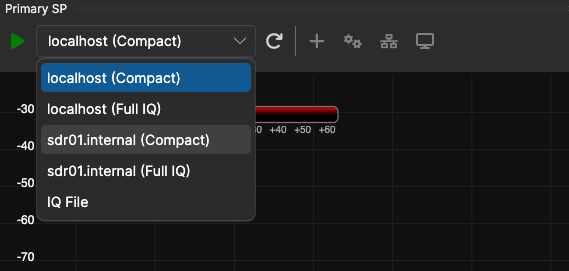 Primary SP
localhost (Compact)
localhost (Compact)
localhost (Full IQ)
sdr01.internal (Compact)
sdr01.internal (Full IQ)
IQ File
+40 +50 +60
-30
-40
-50
-60
-70